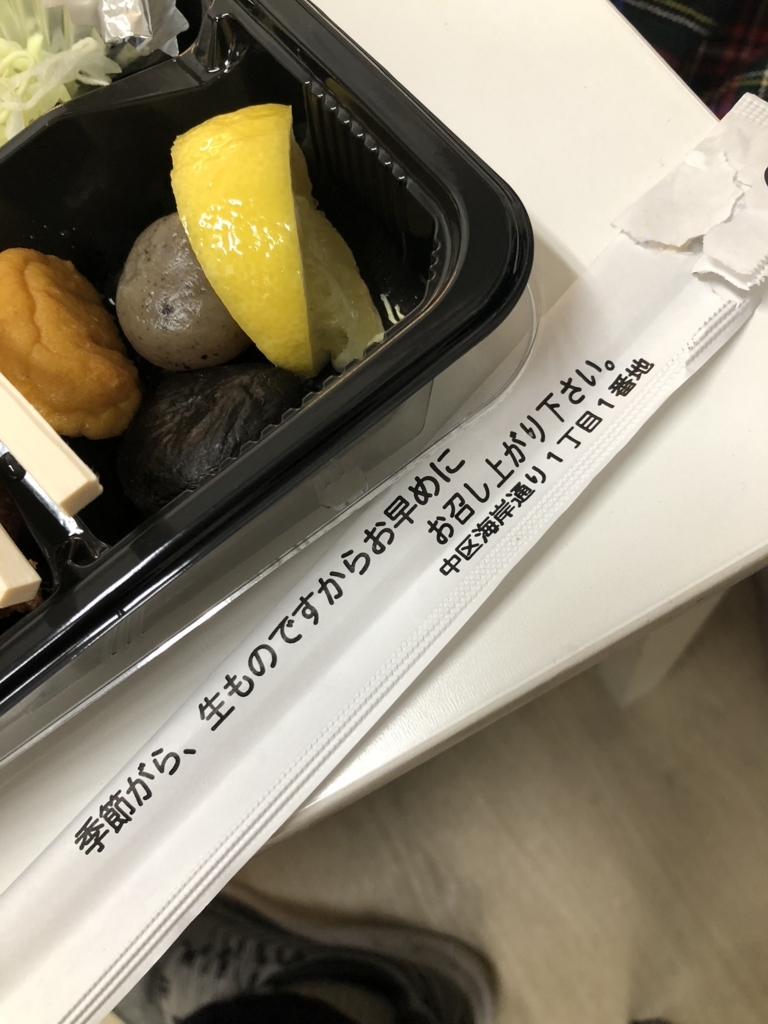 季節がら、生ものですからお早めに
お召し上がり下さい。
中区海岸通り1丁目1番地